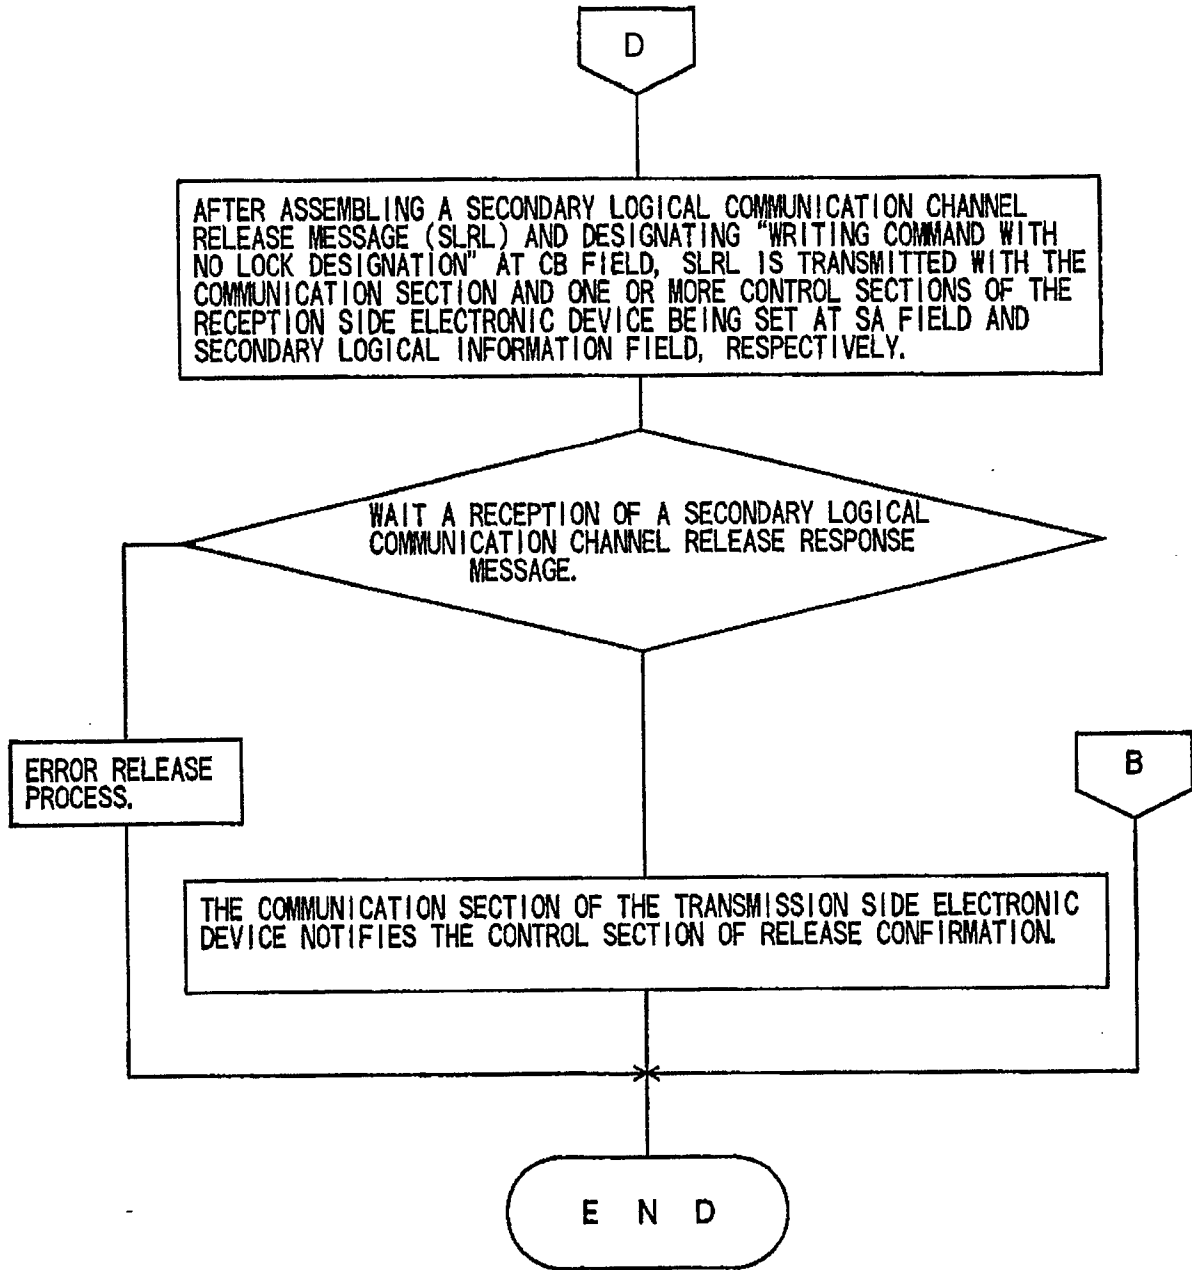 D
AFTER ASSEMBLING A SECONDARY LOGICAL COMMUNICATION CHANNEL
RELEASE MESSAGE (SLRL) AND DESIGNATING "WRITING COMMAND WITH
NO LOCK DESIGNATION" AT CB FIELD, SLRL IS TRANSMITTED WITH THE
COMMUNICATION SECTION AND ONE OR MORE CONTROL SECTIONS OF THE
RECEPTION SIDE ELECTRONIC DEVICE BEING SET AT SA FIELD AND
SECONDARY LOGICAL INFORMATION FIELD, RESPECTIVELY.
WAIT A RECEPTION OF A SECONDARY LOGICAL
COMMUNICATION CHANNEL RELEASE RESPONSE
MESSAGE.
ERROR RELEASE
PROCESS.
B
THE COMMUNICATION SECTION OF THE TRANSMISSION SIDE ELECTRONIC
DEVICE NOTIFIES THE CONTROL SECTION OF RELEASE CONFIRMATION.
E N D